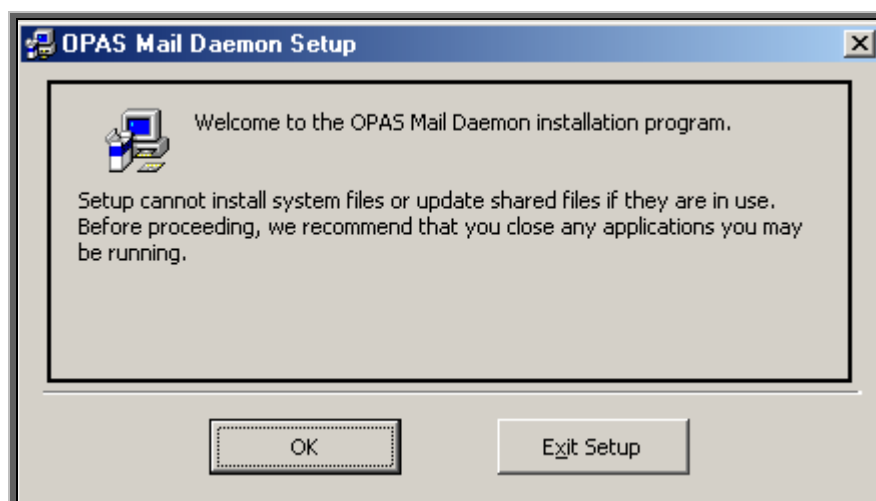 OPAS Mail Daemon Setup
Welcome to the OPAS Mail Daemon installation program.
Setup cannot install system files or update shared files if they are in use.
Before proceeding, we recommend that you close any applications you may
be running.
OK
Exit Setup